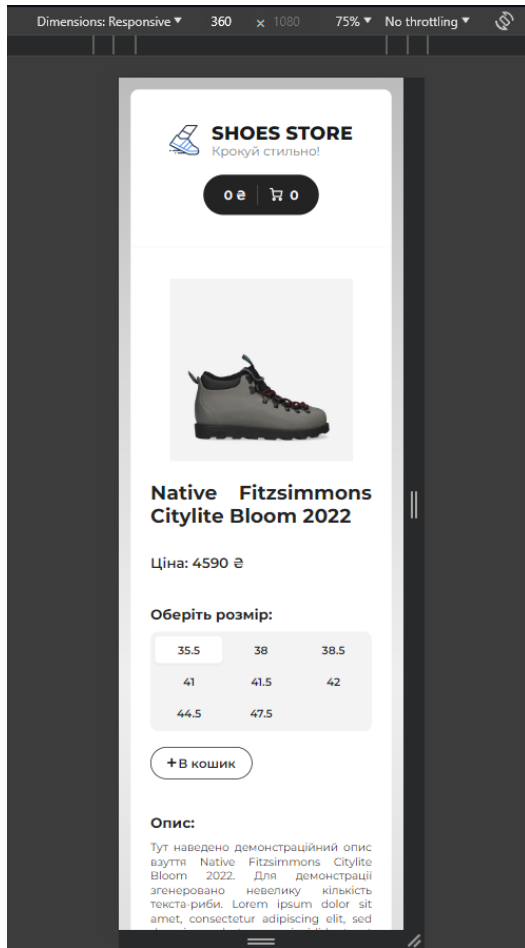 Dimensions: Responsive ▼ 360 × 1080 75% ▼ No throttling ▼
SHOES STORE
Крокуй стильно!
0 ₴ 0
Native Fitzsimmons
Citylite Bloom 2022
Ціна: 4590 ₴
Оберіть розмір:
35.5 38 38.5
41 41.5 42
44.5 47.5
+В кошик
Опис:
Тут наведено демонстраційний опис
взуття Native Fitzsimmons Citylite
Bloom 2022. Для демонстрації
згенеровано невелику кількість
текста-риби. Lorem ipsum dolor sit
amet, consectetur adipiscing elit, sed